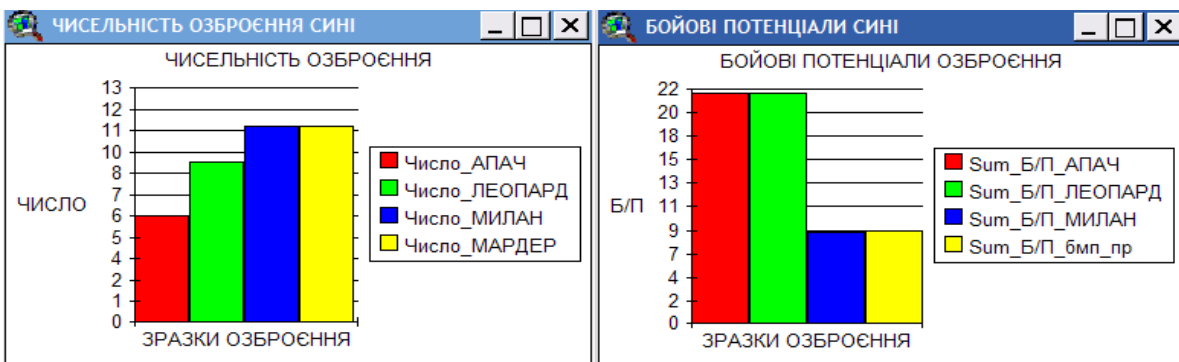 ЧИСЕЛЬНІСТЬ ОЗБРОЄННЯ СИНІ
ЧИСЕЛЬНІСТЬ ОЗБРОЄННЯ
13
12
11
10
8
7
6
5
4
2
1
0
ЧИСЛО
ЗРАЗКИ ОЗБРОЄННЯ
Число_АПАЧ
Число_ЛЕОПАРД
Число_МИЛАН
Число_МАРДЕР
БОЙОВІ ПОТЕНЦІАЛИ СИНІ
БОЙОВІ ПОТЕНЦІАЛИ ОЗБРОЄННЯ
22
20
18
15
13
11
9
7
4
2
0
Б/П
ЗРАЗКИ ОЗБРОЄННЯ
Sum_Б/П_АПАЧ
Sum_Б/П_ЛЕОПАРД
Sum_Б/П_МИЛАН
Sum_Б/П_бмп_пр